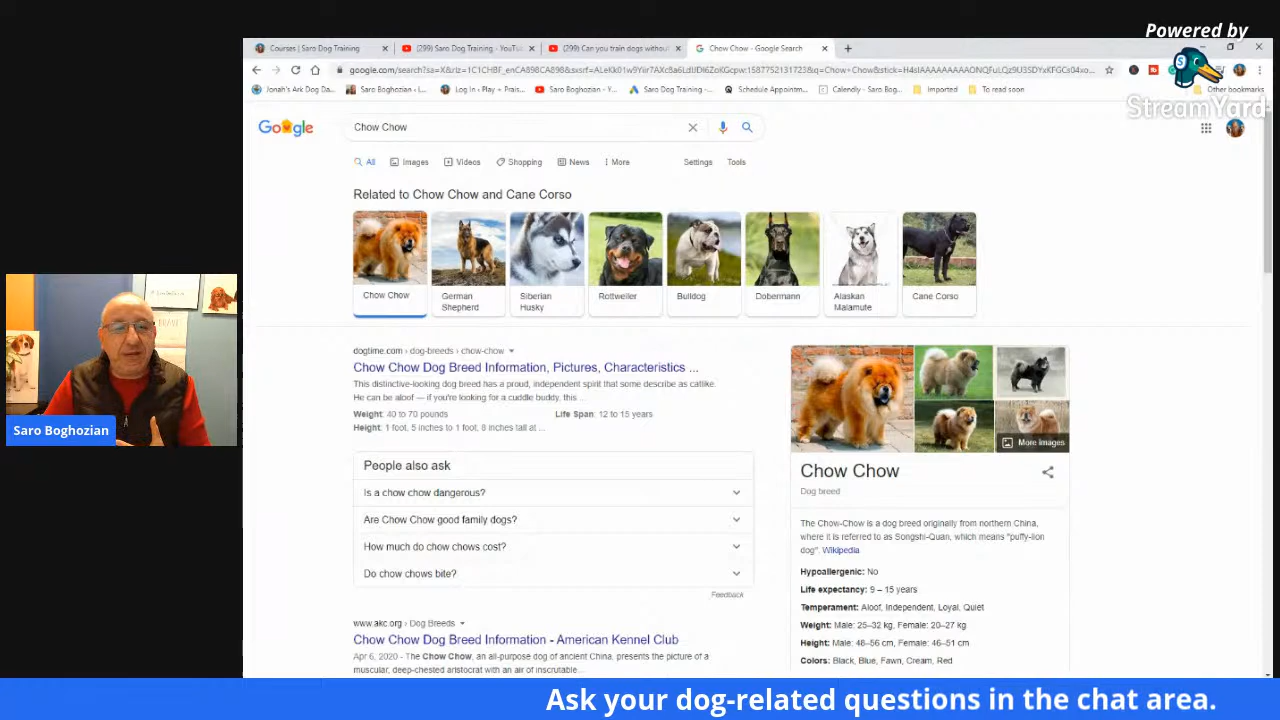 Powered by
StreamYard
Courses | Saro Dog Training
(299) Saro Dog Training - YouTu
(299) Can you train dogs withou
Chow Chow - Google Search
Jonah's Ark Dog Da...
Saro Boghozian • I...
Log In ‹ Play + Prais...
Saro Boghozian - Y...
Saro Dog Training -...
Schedule Appointm...
Calendly - Saro Bog...
Imported
To read soon
Other bookmarks
Google
Chow Chow
All
Images
Videos
Shopping
News
More
Settings
Tools
Related to Chow Chow and Cane Corso
Chow Chow
German
Shepherd
Siberian
Husky
Rottweiler
Bulldog
Dobermann
Alaskan
Malamute
Cane Corso
dogtime.com › dog-breeds › chow-chow
Chow Chow Dog Breed Information, Pictures, Characteristics ...
This distinctive-looking dog breed has a proud, independent spirit that some describe as catlike.
He can be aloof — if you're looking for a cuddle buddy, this ...
Weight: 40 to 70 pounds
Life Span: 12 to 15 years
Height: 1 foot, 5 inches to 1 foot, 8 inches tall at ...
People also ask
Is a chow chow dangerous?
Are Chow Chow good family dogs?
How much do chow chows cost?
Do chow chows bite?
Feedback
www.akc.org › Dog Breeds
Chow Chow Dog Breed Information - American Kennel Club
Apr 6, 2020 - The Chow Chow, an all-purpose dog of ancient China, presents the picture of a
muscular, deep-chested aristocrat with an air of inscrutable...
More images
Chow Chow
Dog breed
The Chow-Chow is a dog breed originally from northern China,
where it is referred to as Songshi-Quan, which means "puffy-lion
dog". Wikipedia
Hypoallergenic: No
Life expectancy: 9 – 15 years
Temperament: Aloof, Independent, Loyal, Quiet
Weight: Male: 25–32 kg, Female: 20–27 kg
Height: Male: 48–56 cm, Female: 46–51 cm
Colors: Black, Blue, Fawn, Cream, Red
Saro Boghozian
Ask your dog-related questions in the chat area.